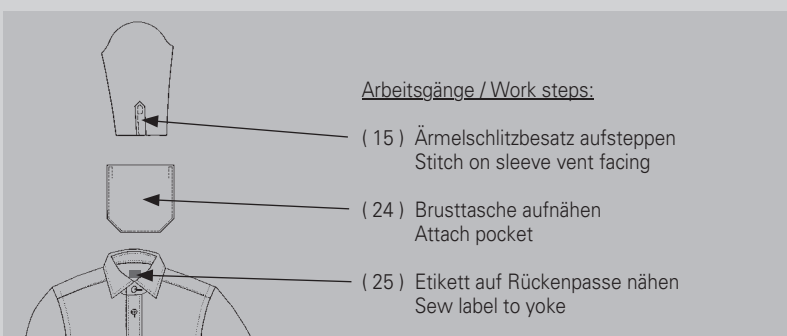 Arbeitsgänge / Work steps:
( 15 ) Ärmelschlitzbesatz aufsteppen
Stitch on sleeve vent facing
( 24 ) Brusttasche aufnähen
Attach pocket
( 25 ) Etikett auf Rückenpasse nähen
Sew label to yoke